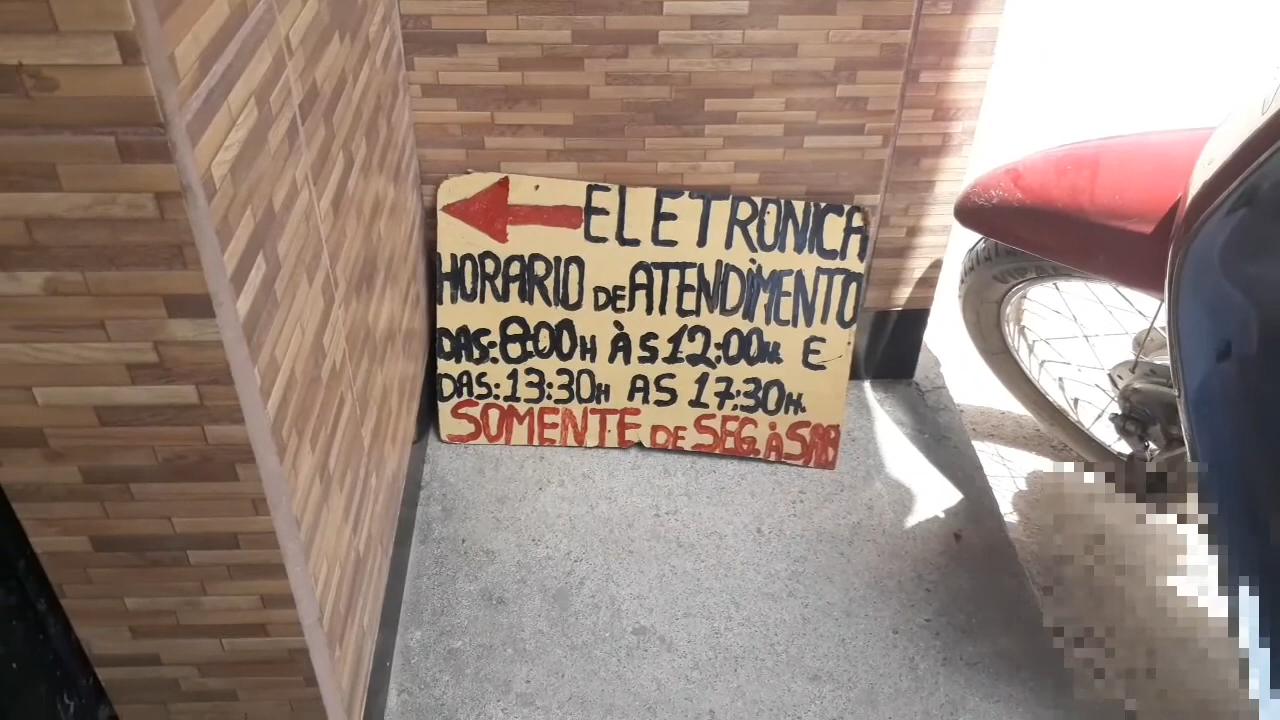 ELETRONICA
HORARIO DE ATENDIMENTO
DAS:8:00H ÀS 12:00H E
DAS:13:30H AS 17:30H.
SOMENTE DE SEG. À SAB